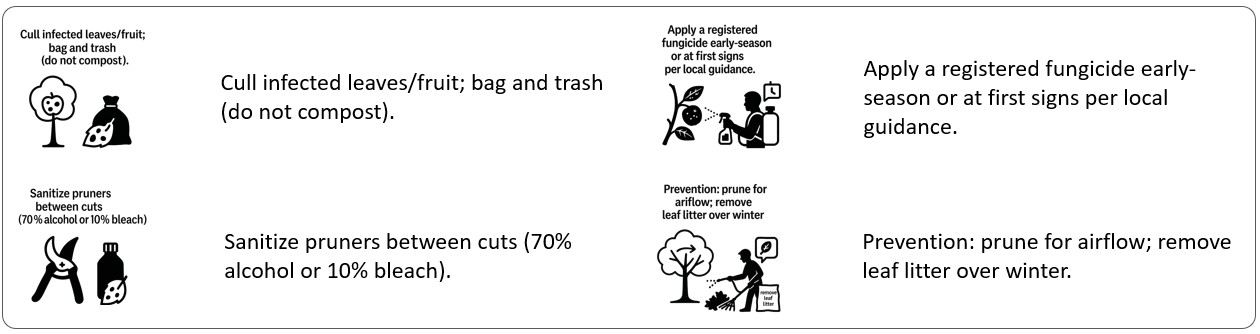 Cull infected leaves/fruit;
bag and trash
(do not compost).
Cull infected leaves/fruit; bag and trash
(do not compost).
Apply a registered
fungicide early-season
or at first signs
per local guidance.
Apply a registered fungicide early-
season or at first signs per local
guidance.
Sanitize pruners
between cuts
(70% alcohol or 10% bleach)
Sanitize pruners between cuts (70%
alcohol or 10% bleach).
Prevention: prune for
ariflow; remove
leaf litter over winter
remove
leaf
litter
Prevention: prune for airflow; remove
leaf litter over winter.